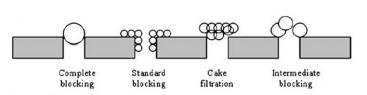 Complete blocking
Standard blocking
Cake filtration
Intermediate blocking